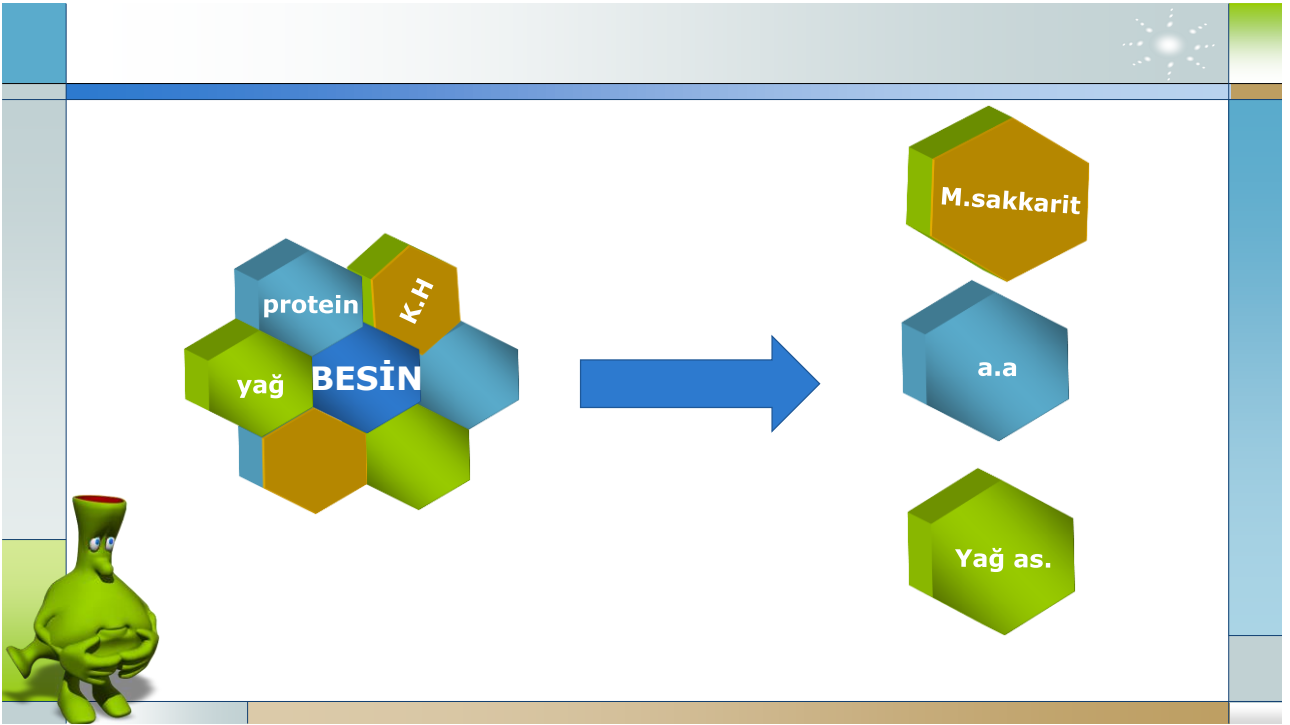 protein
K.H
yağ
BESİN
M.sakkarit
a.a
Yağ as.